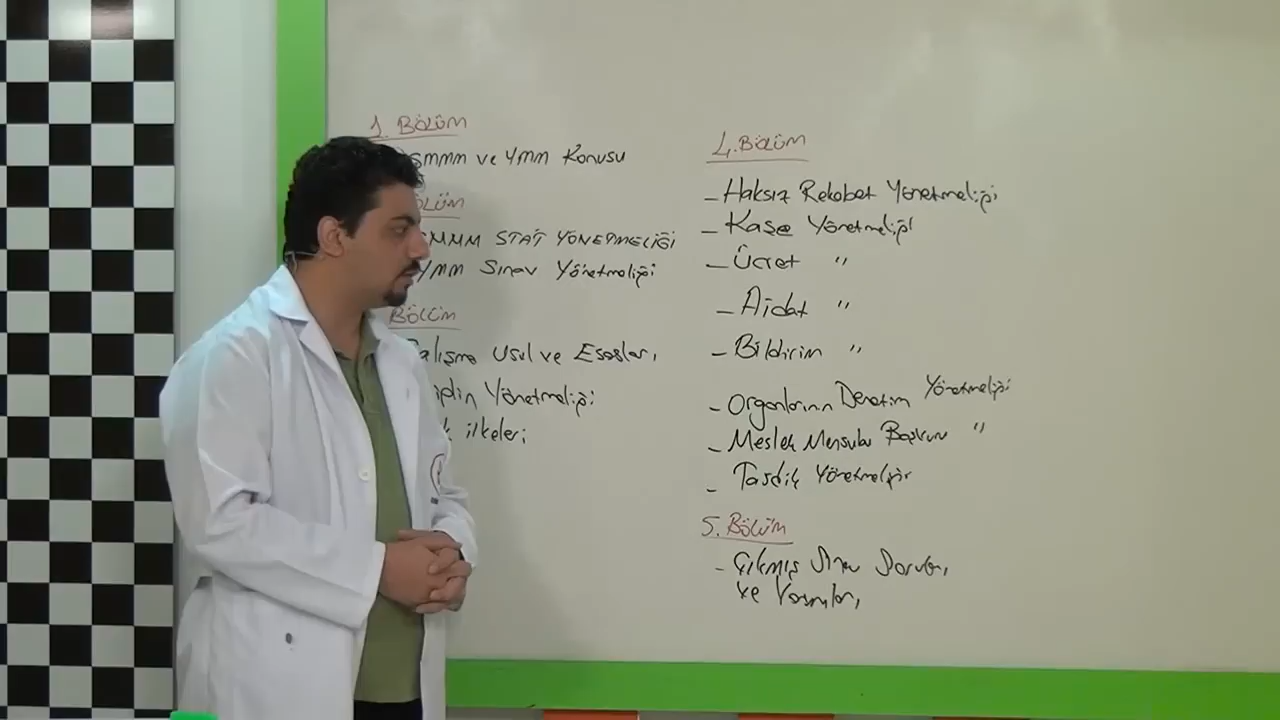 1. BÖLÜM
SMMM ve YMM Konusu
BÖLÜM
SMMM STAJ YÖNETMELİĞİ
YMM Sınav Yönetmeliği
BÖLÜM
Çalışma Usul ve Esasları
Yönetmeliği
ilkeleri
4. BÖLÜM
- Haksız Rekabet Yönetmeliği
- Kaşe Yönetmeliği
- Ücret "
- Aidat "
- Bildirim "
- Organlarının Denetim Yönetmeliği
- Meslek Mensubu "
- Tasdik Yönetmeliği
5. BÖLÜM
- Çıkmış Sınav Soruları
ve Yorumları